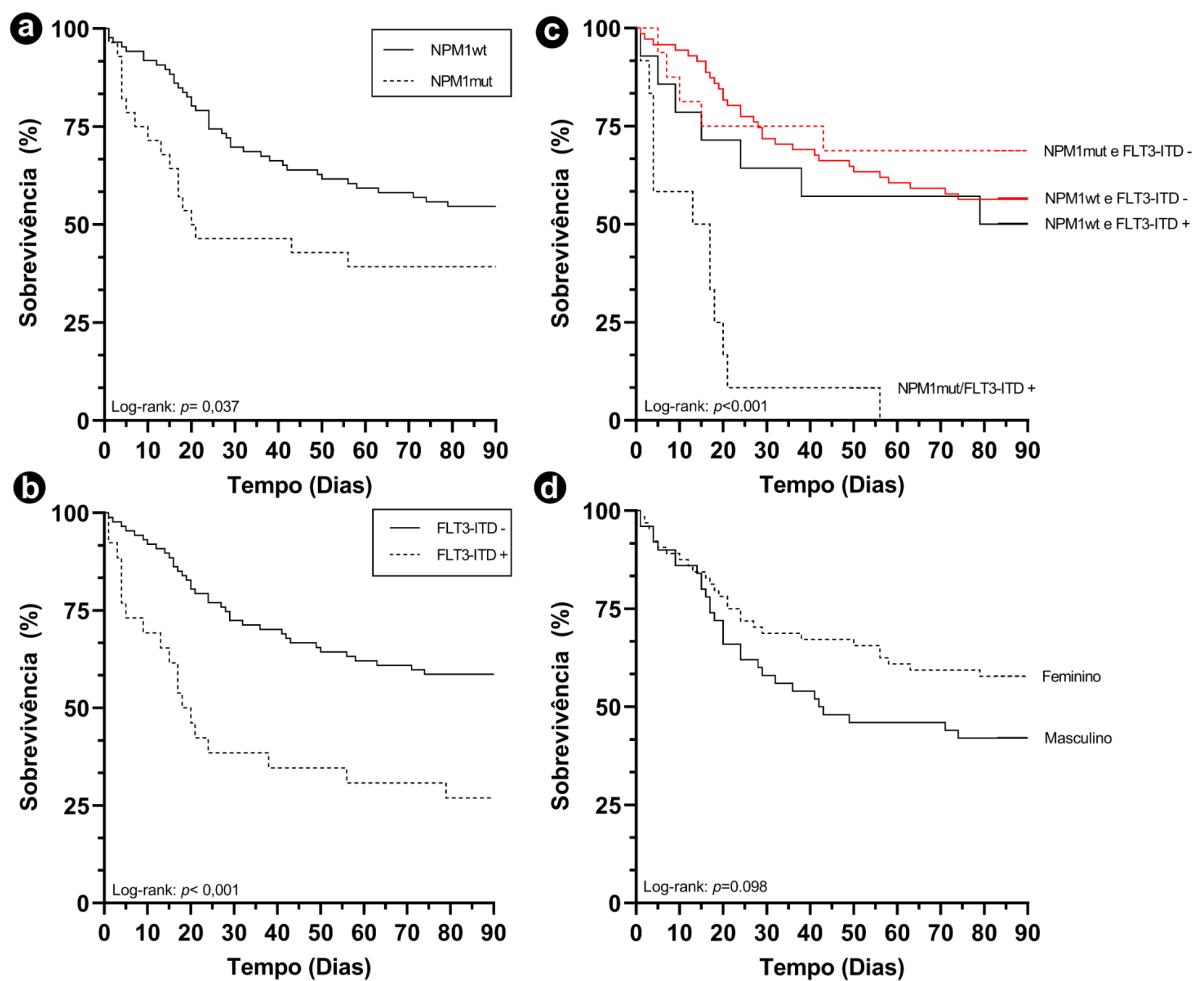 a
100
75
50
25
0
Sobrevivência (%)
NPM1wt
NPM1mut
Log-rank: p= 0,037
0 10 20 30 40 50 60 70 80 90
Tempo (Dias)
c
100
75
50
25
0
Sobrevivência (%)
NPM1mut e FLT3-ITD -
NPM1wt e FLT3-ITD -
NPM1wt e FLT3-ITD +
NPM1mut/FLT3-ITD +
Log-rank: p<0.001
0 10 20 30 40 50 60 70 80 90
Tempo (Dias)
b
100
75
50
25
0
Sobrevivência (%)
FLT3-ITD -
FLT3-ITD +
Log-rank: p< 0,001
0 10 20 30 40 50 60 70 80 90
Tempo (Dias)
d
100
75
50
25
0
Sobrevivência (%)
Feminino
Masculino
Log-rank: p=0.098
0 10 20 30 40 50 60 70 80 90
Tempo (Dias)